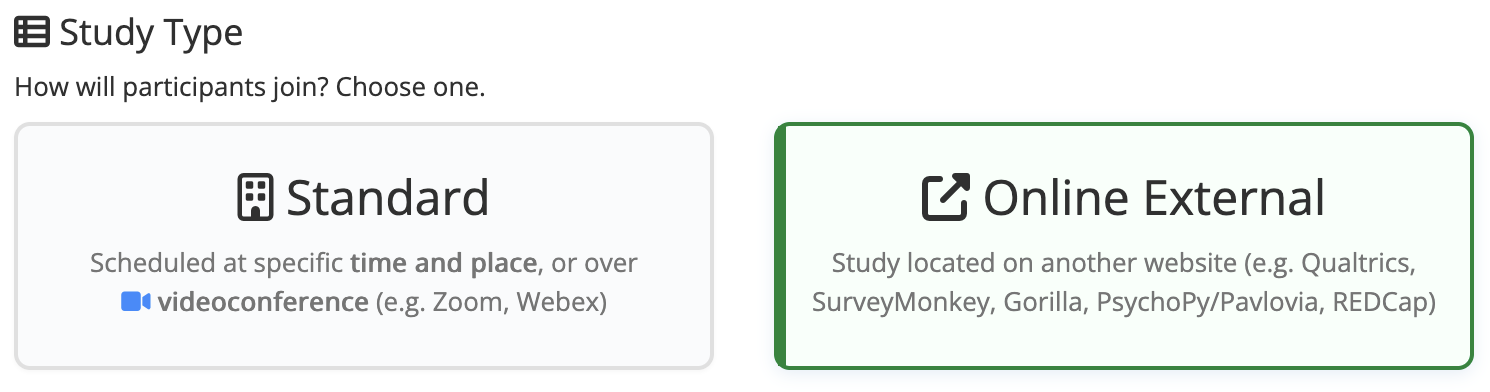 Study Type
How will participants join? Choose one.
Standard
Scheduled at specific time and place, or over
videoconference (e.g. Zoom, Webex)
Online External
Study located on another website (e.g. Qualtrics,
SurveyMonkey, Gorilla, PsychoPy/Pavlovia, REDCap)